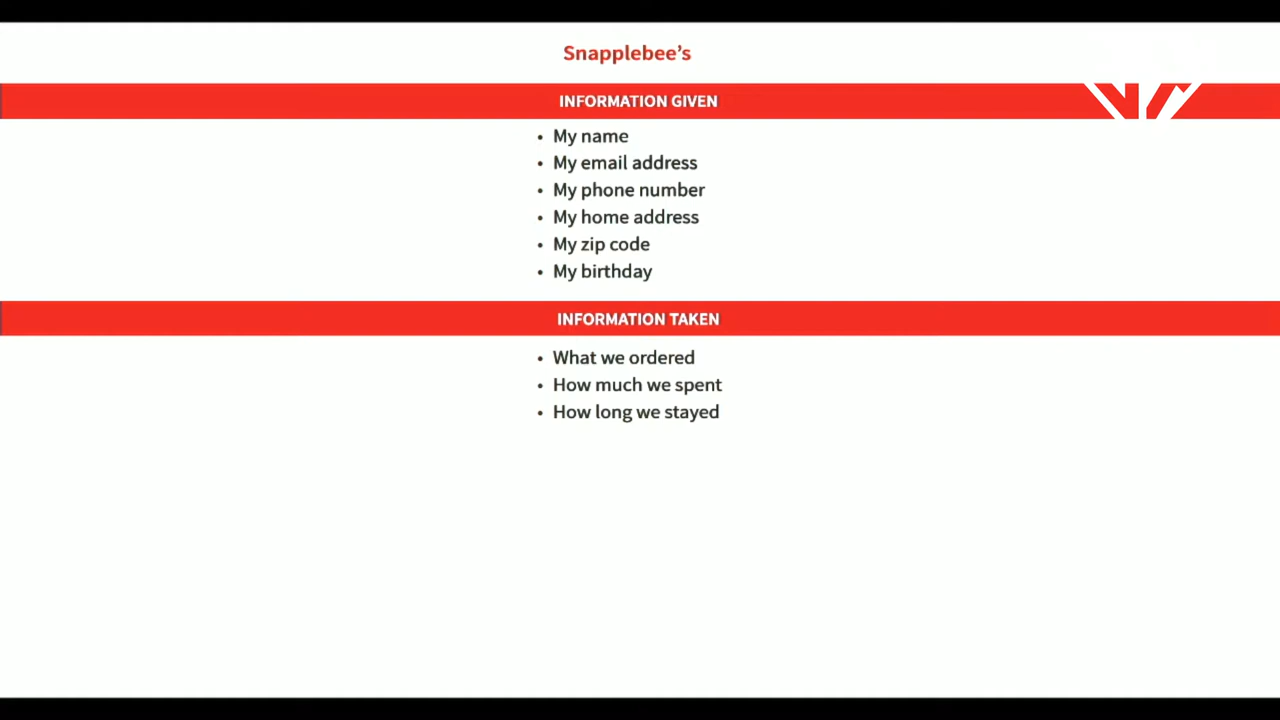 Snapplebee’s
INFORMATION GIVEN
• My name
• My email address
• My phone number
• My home address
• My zip code
• My birthday
INFORMATION TAKEN
• What we ordered
• How much we spent
• How long we stayed